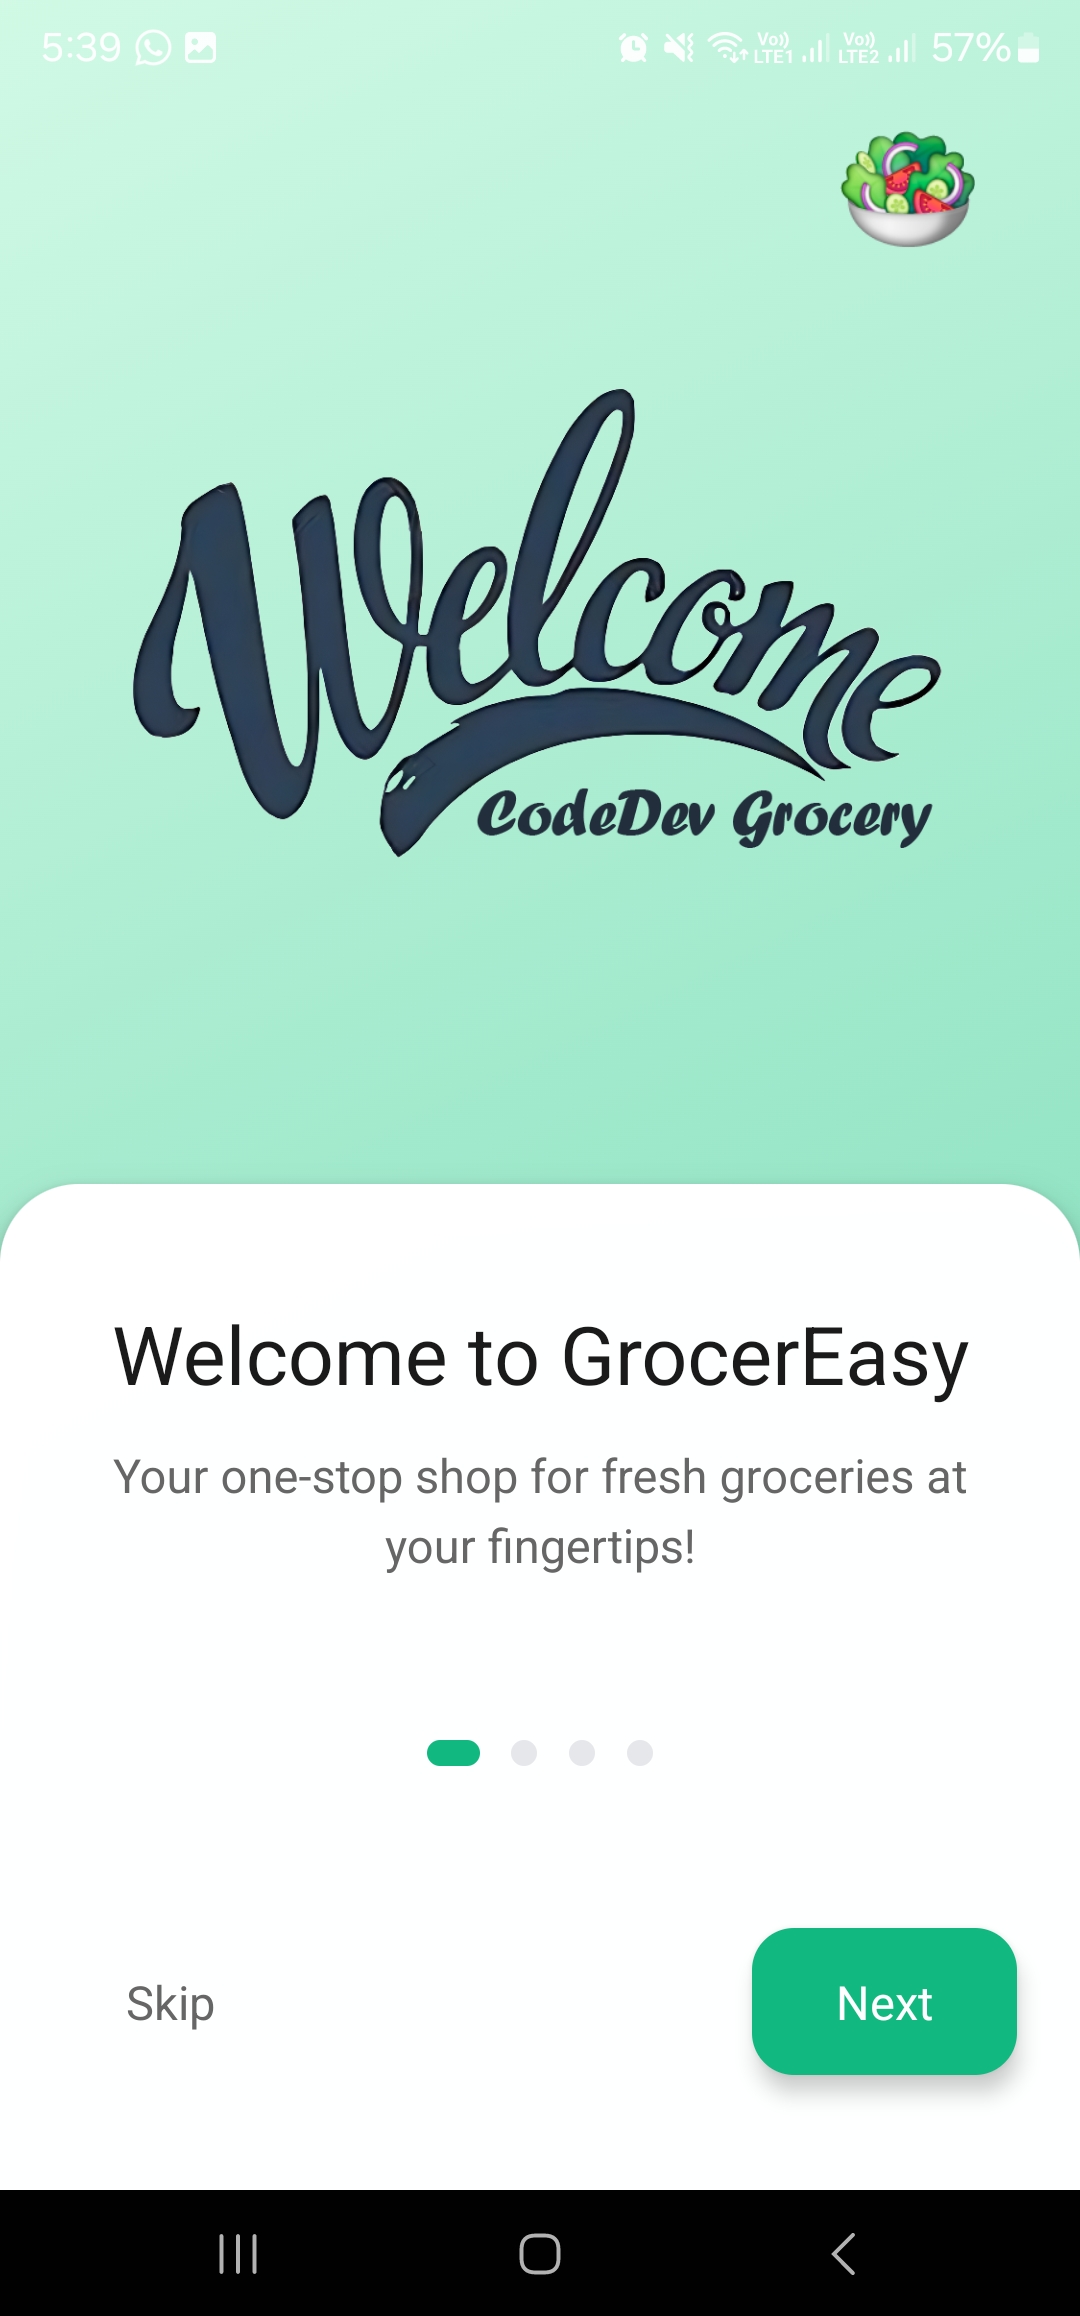 5:39 Vo)) LTE1 Vo)) LTE2 57%
Welcome
CodeDev Grocery
Welcome to GrocerEasy
Your one-stop shop for fresh groceries at
your fingertips!
Skip Next